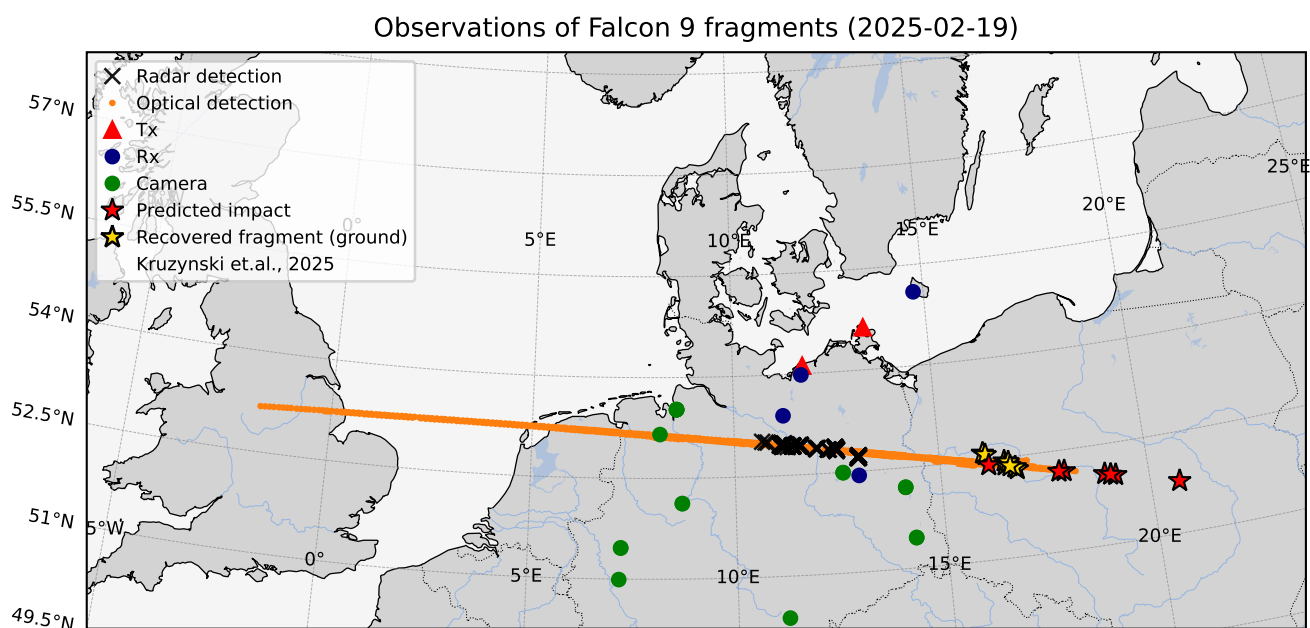 Observations of Falcon 9 fragments (2025-02-19)
Radar detection
Optical detection
Tx
Rx
Camera
Predicted impact
Recovered fragment (ground)
Kruzynski et.al., 2025
57°N
55.5°N
54°N
52.5°N
51°N
49.5°N
0°
5°E
10°E
15°E
20°E
25°E
5°W
0°
5°E
10°E
15°E
20°E